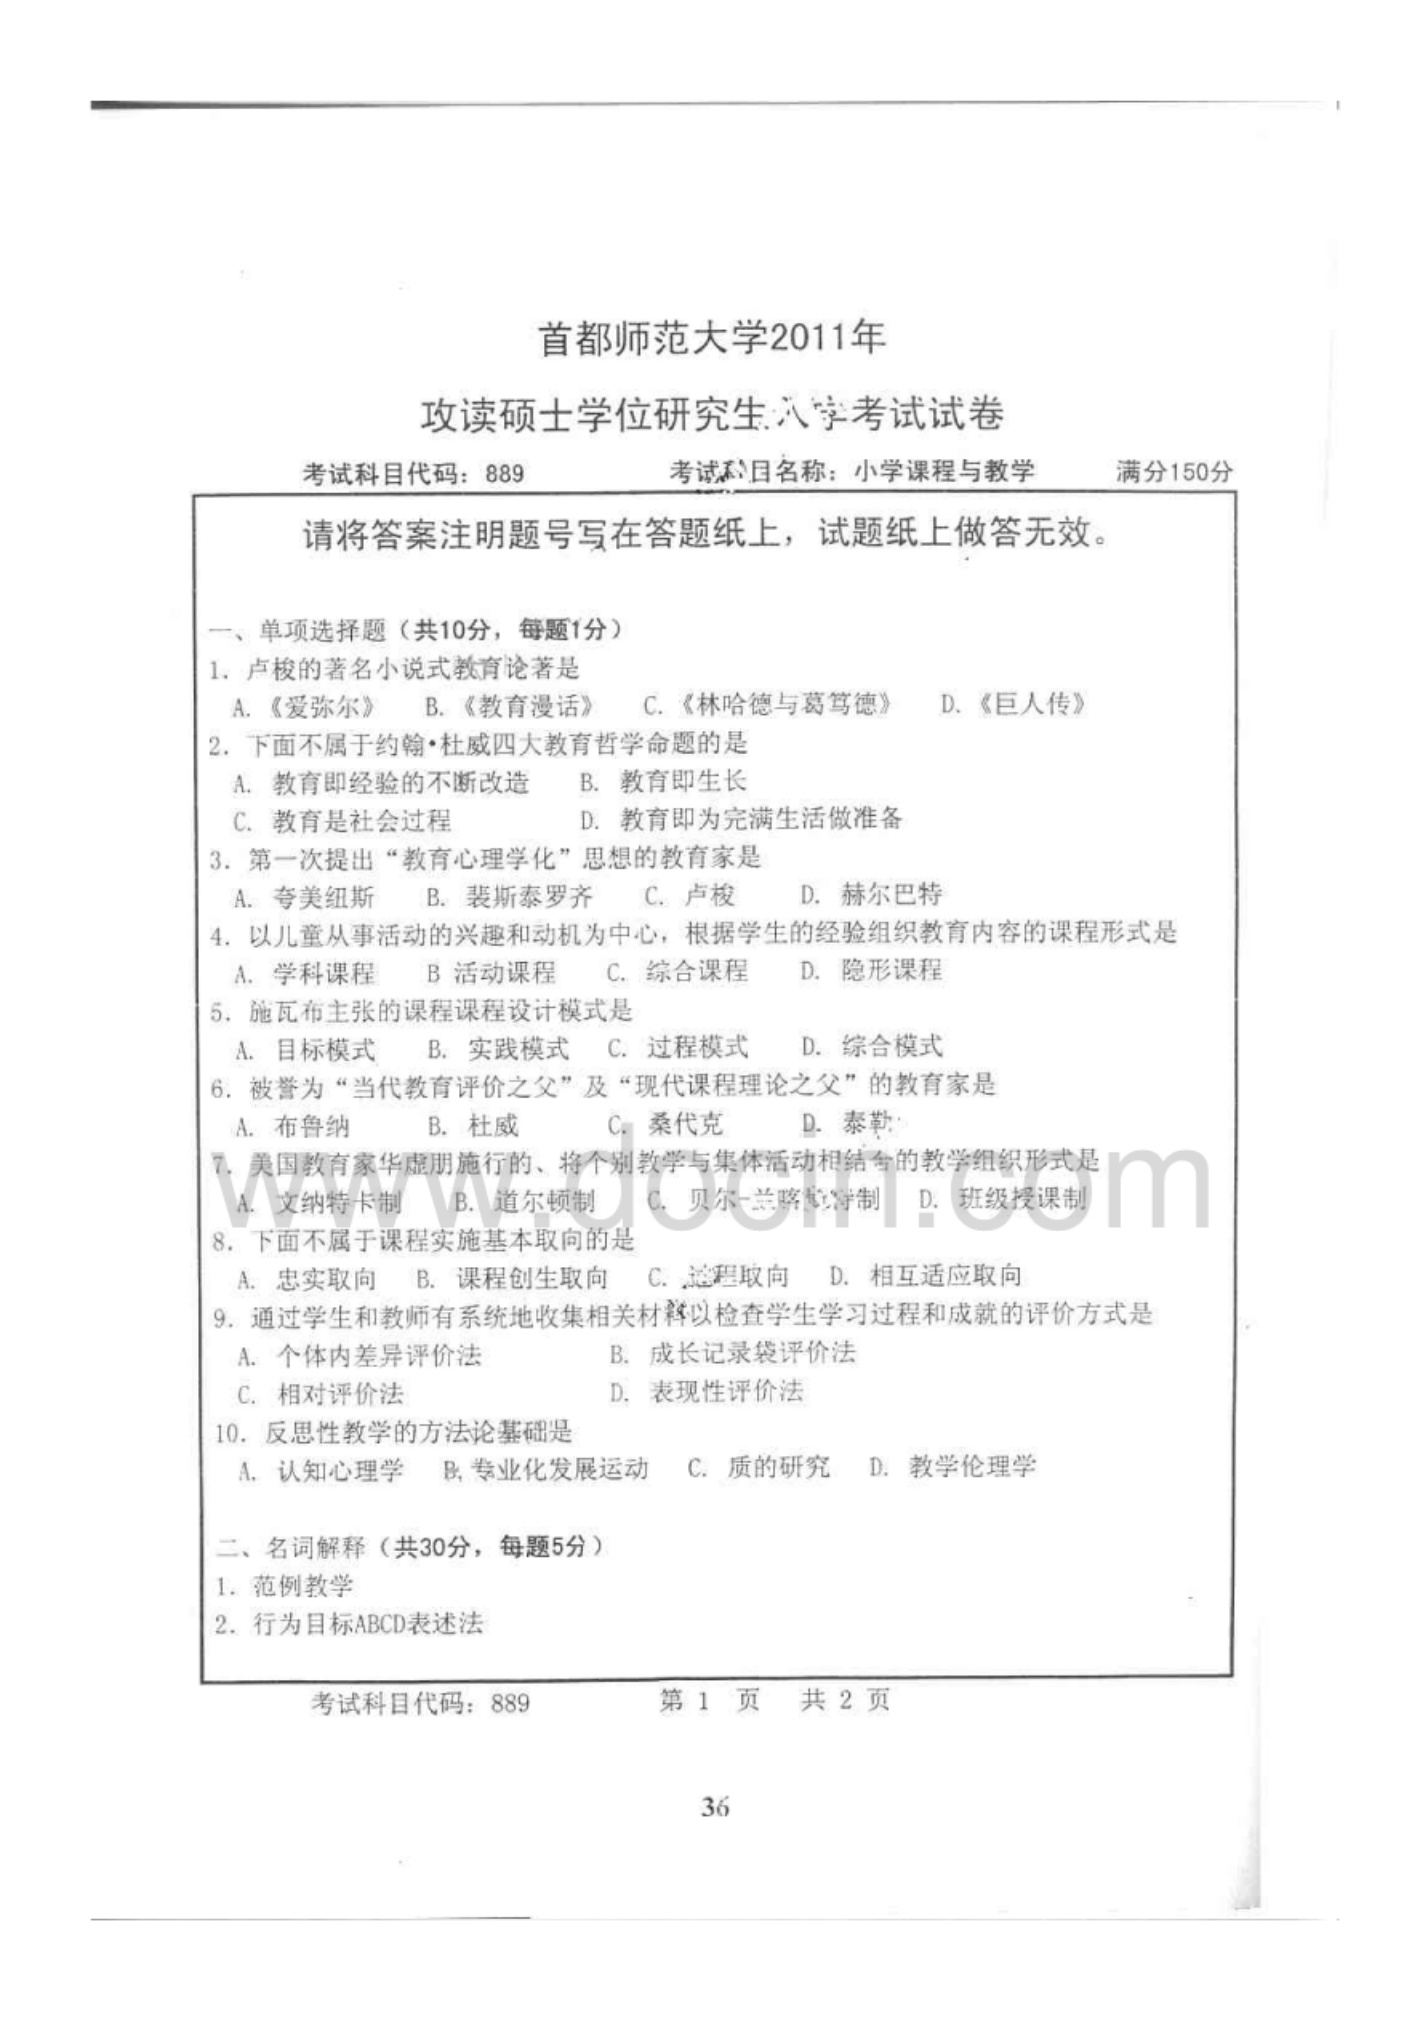 首都师范大学2011年
攻读硕士学位研究生入学考试试卷
考试科目代码：889 考试科目名称：小学课程与教学 满分150分
请将答案注明题号写在答题纸上，试题纸上做答无效。
一、单项选择题（共10分，每题1分）
1. 卢梭的著名小说式教育论著是
A.《爱弥尔》 B.《教育漫话》 C.《林哈德与葛笃德》 D.《巨人传》
2. 下面不属于约翰•杜威四大教育哲学命题的是
A. 教育即经验的不断改造 B. 教育即生长
C. 教育是社会过程 D. 教育即为完满生活做准备
3. 第一次提出“教育心理学化”思想的教育家是
A. 夸美纽斯 B. 裴斯泰罗齐 C. 卢梭 D. 赫尔巴特
4. 以儿童从事活动的兴趣和动机为中心，根据学生的经验组织教育内容的课程形式是
A. 学科课程 B 活动课程 C. 综合课程 D. 隐形课程
5. 施瓦布主张的课程课程设计模式是
A. 目标模式 B. 实践模式 C. 过程模式 D. 综合模式
6. 被誉为“当代教育评价之父”及“现代课程理论之父”的教育家是
A. 布鲁纳 B. 杜威 C. 桑代克 D. 泰勒
7. 美国教育家华虚朋施行的、将个别教学与集体活动相结合的教学组织形式是
A. 文纳特卡制 B. 道尔顿制 C. 贝尔-兰喀斯特制 D. 班级授课制
www.docin.com
8. 下面不属于课程实施基本取向的是
A. 忠实取向 B. 课程创生取向 C. 过程取向 D. 相互适应取向
9. 通过学生和教师有系统地收集相关材料以检查学生学习过程和成就的评价方式是
A. 个体内差异评价法 B. 成长记录袋评价法
C. 相对评价法 D. 表现性评价法
10. 反思性教学的方法论基础是
A. 认知心理学 B. 专业化发展运动 C. 质的研究 D. 教学伦理学
二、名词解释（共30分，每题5分）
1. 范例教学
2. 行为目标ABCD表述法
考试科目代码：889 第 1 页 共 2 页
36